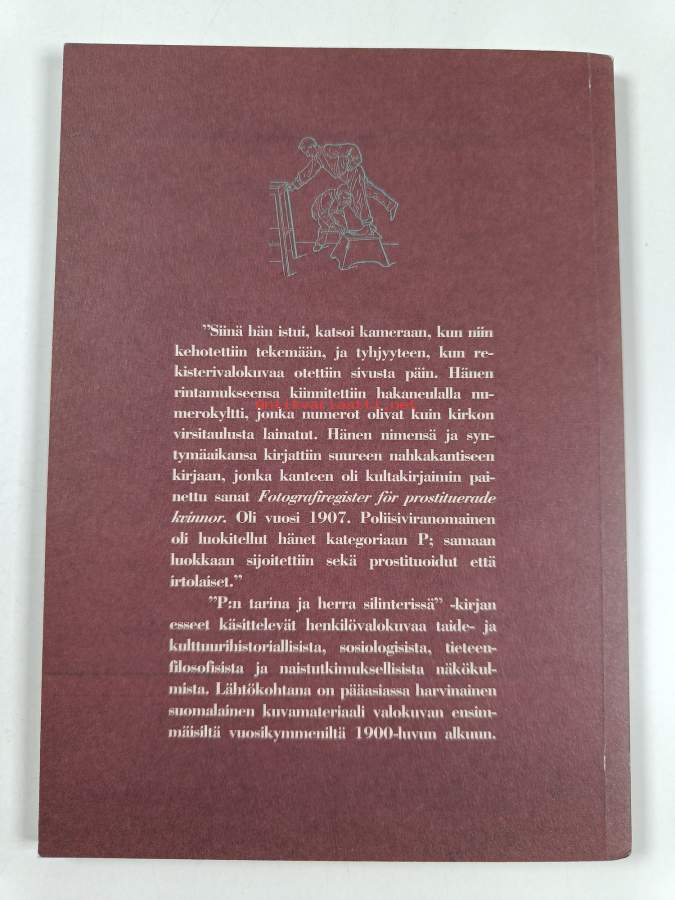 ”Siinä hän istui, katsoi kameraan, kun niin
kehotettiin tekemään, ja tyhjyyteen, kun re-
kisterivalokuvaa otettiin sivusta päin. Hänen
rintamukseensa kiinnitettiin hakaneulalla nu-
merokyltti, jonka numerot olivat kuin kirkon
virsitaulusta lainatut. Hänen nimensä ja syn-
tymäaikansa kirjattiin suureen nahkakantiseen
kirjaan, jonka kanteen oli kultakirjaimin pai-
nettu sanat Fotografiregister för prostituerade
kvinnor. Oli vuosi 1907. Poliisiviranomainen
oli luokitellut hänet kategoriaan P; samaan
luokkaan sijoitettiin sekä prostituoidut että
irtolaiset.”
”P:n tarina ja herra silinterissä” -kirjan
esseet käsittelevät henkilövalokuvaa taide- ja
kulttuurihistoriallisista, sosiologisista, tieteen-
filosofisista ja naistutkimuksellisista näkökul-
mista. Lähtökohtana on pääasiassa harvinainen
suomalainen kuvamateriaali valokuvan ensim-
mäisiltä vuosikymmeniltä 1900-luvun alkuun.